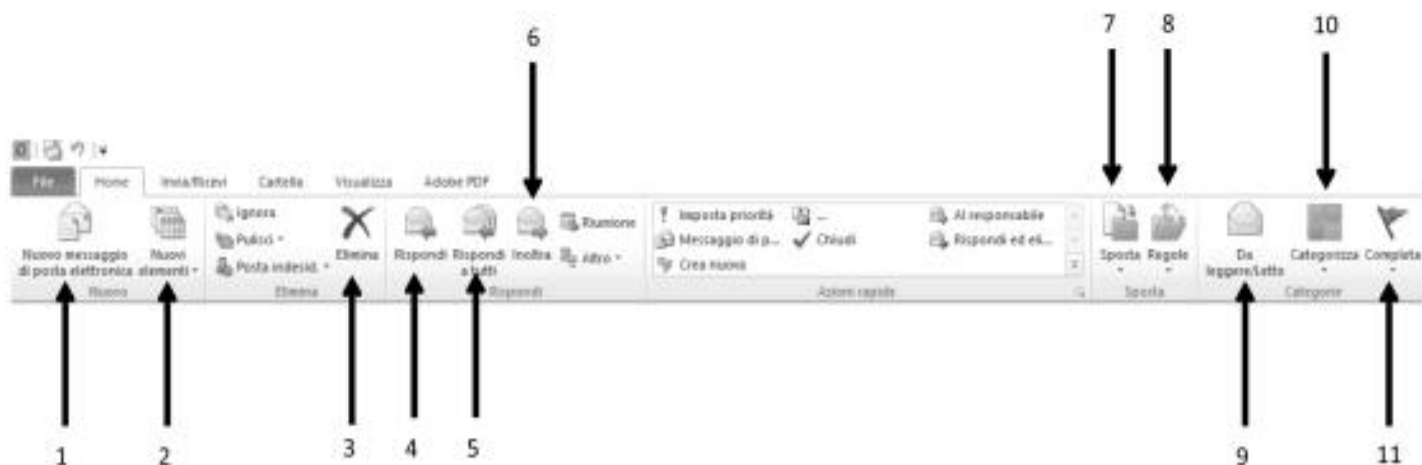 6 7 8 10
File Home Invia/Ricevi Cartella Visualizza Adobe PDF
Ignora
Pulisci
Posta indesid.
Nuovo messaggio
di posta elettronica
Nuovi
elementi
Elimina
Rispondi
Rispondi
a tutti
Inoltra
Riunione
Altro
Imposta priorità
Messaggio di p...
Crea nuova
...
Chiudi
Al responsabile
Rispondi ed eli...
Sposta Regole
Da
leggere/Letto
Categorizza Completa
Nuovo Elimina Rispondi Azioni rapide Sposta Categorie
1 2 3 4 5 9 11